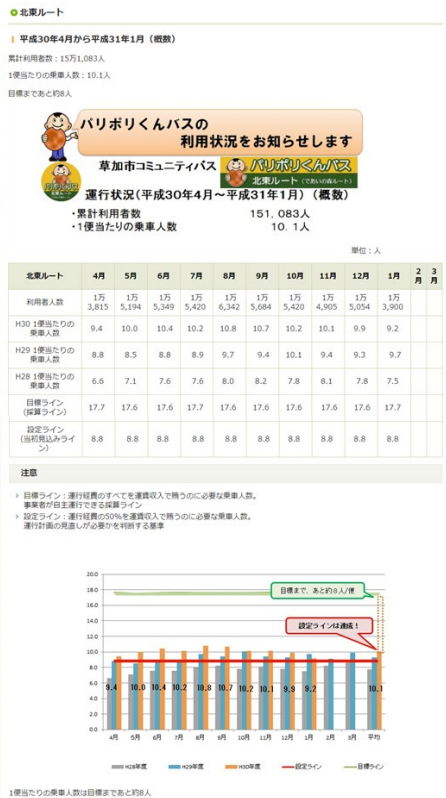 北東ルート
平成30年4月から平成31年1月（概数）
累計利用者数：15万1,083人
1便当たりの乗車人数：10.1人
目標まであと約8人
パリポリくんバスの
利用状況をお知らせします
草加市コミュニティバス パリポリくんバス
北東ルート（であいの森ルート）
運行状況（平成30年4月～平成31年1月）（概数）
・累計利用者数 151,083人
・1便当たりの乗車人数 10.1人
単位：人
北東ルート 4月 5月 6月 7月 8月 9月 10月 11月 12月 1月 2月 3月
利用者人数 1万3,815 1万5,194 1万5,349 1万5,420 1万6,342 1万5,684 1万5,420 1万4,905 1万5,054 1万3,900
H30 1便当たりの乗車人数 9.4 10.0 10.4 10.2 10.8 10.7 10.2 10.1 9.9 9.2
H29 1便当たりの乗車人数 8.8 8.5 8.8 8.9 9.7 9.4 10.1 9.4 9.3 9.7
H28 1便当たりの乗車人数 6.6 7.1 7.6 7.6 8.0 8.2 7.8 8.1 7.8 7.5
目標ライン（採算ライン） 17.7 17.6 17.6 17.7 17.6 17.6 17.6 17.6 17.6 17.7
設定ライン（当初見込みライン） 8.8 8.8 8.8 8.8 8.8 8.8 8.8 8.8 8.8 8.8
注意
目標ライン：運行経費のすべてを運賃収入で賄うのに必要な乗車人数。
事業者が自主運行できる採算ライン
設定ライン：運行経費の50％を運賃収入で賄うのに必要な乗車人数。
運行計画の見直しが必要かを判断する基準
20.0
18.0
16.0
14.0
12.0
10.0
8.0
6.0
4.0
2.0
0.0
目標まで、あと約8人/便
設定ラインは達成！
9.4 10.0 10.4 10.2 10.8 10.7 10.2 10.1 9.9 9.2 10.1
4月 5月 6月 7月 8月 9月 10月 11月 12月 1月 2月 3月 平均
H28年度 H29年度 H30年度 設定ライン 目標ライン
1便当たりの乗車人数は目標まであと約8人